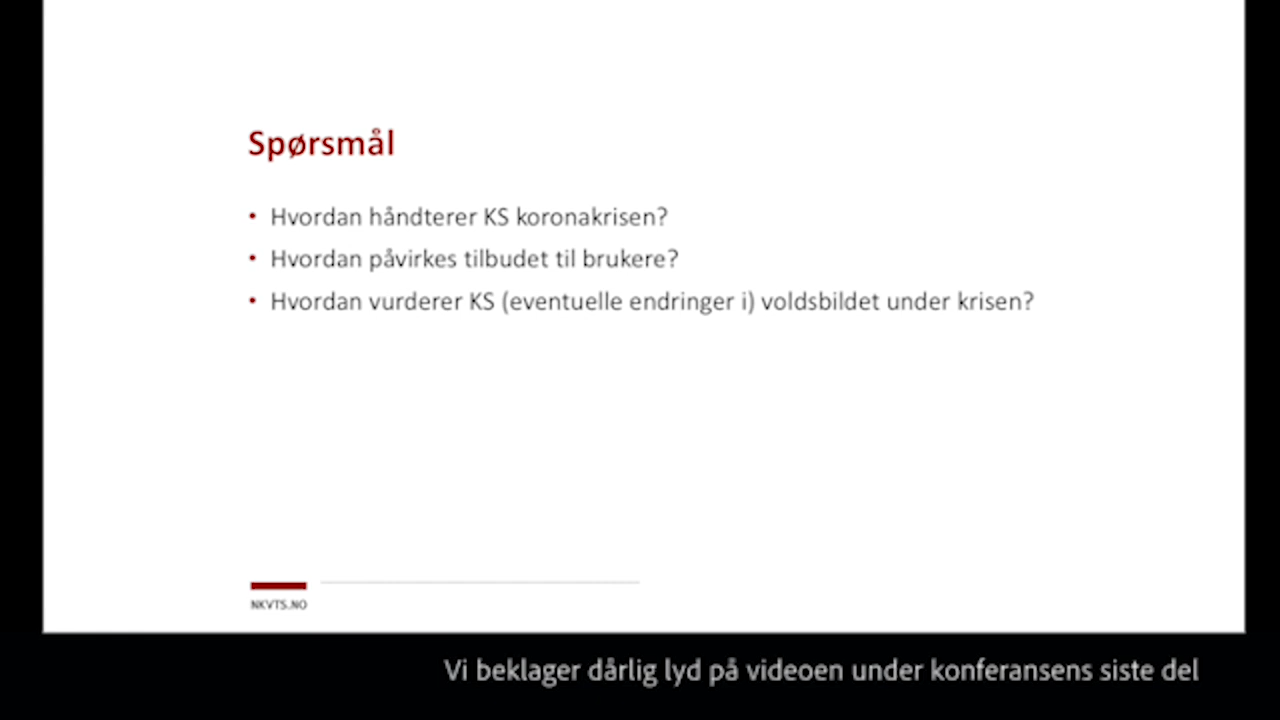 Spørsmål
• Hvordan håndterer KS koronakrisen?
• Hvordan påvirkes tilbudet til brukere?
• Hvordan vurderer KS (eventuelle endringer i) voldsbildet under krisen?
NKVTS.NO
Vi beklager dårlig lyd på videoen under konferansens siste del